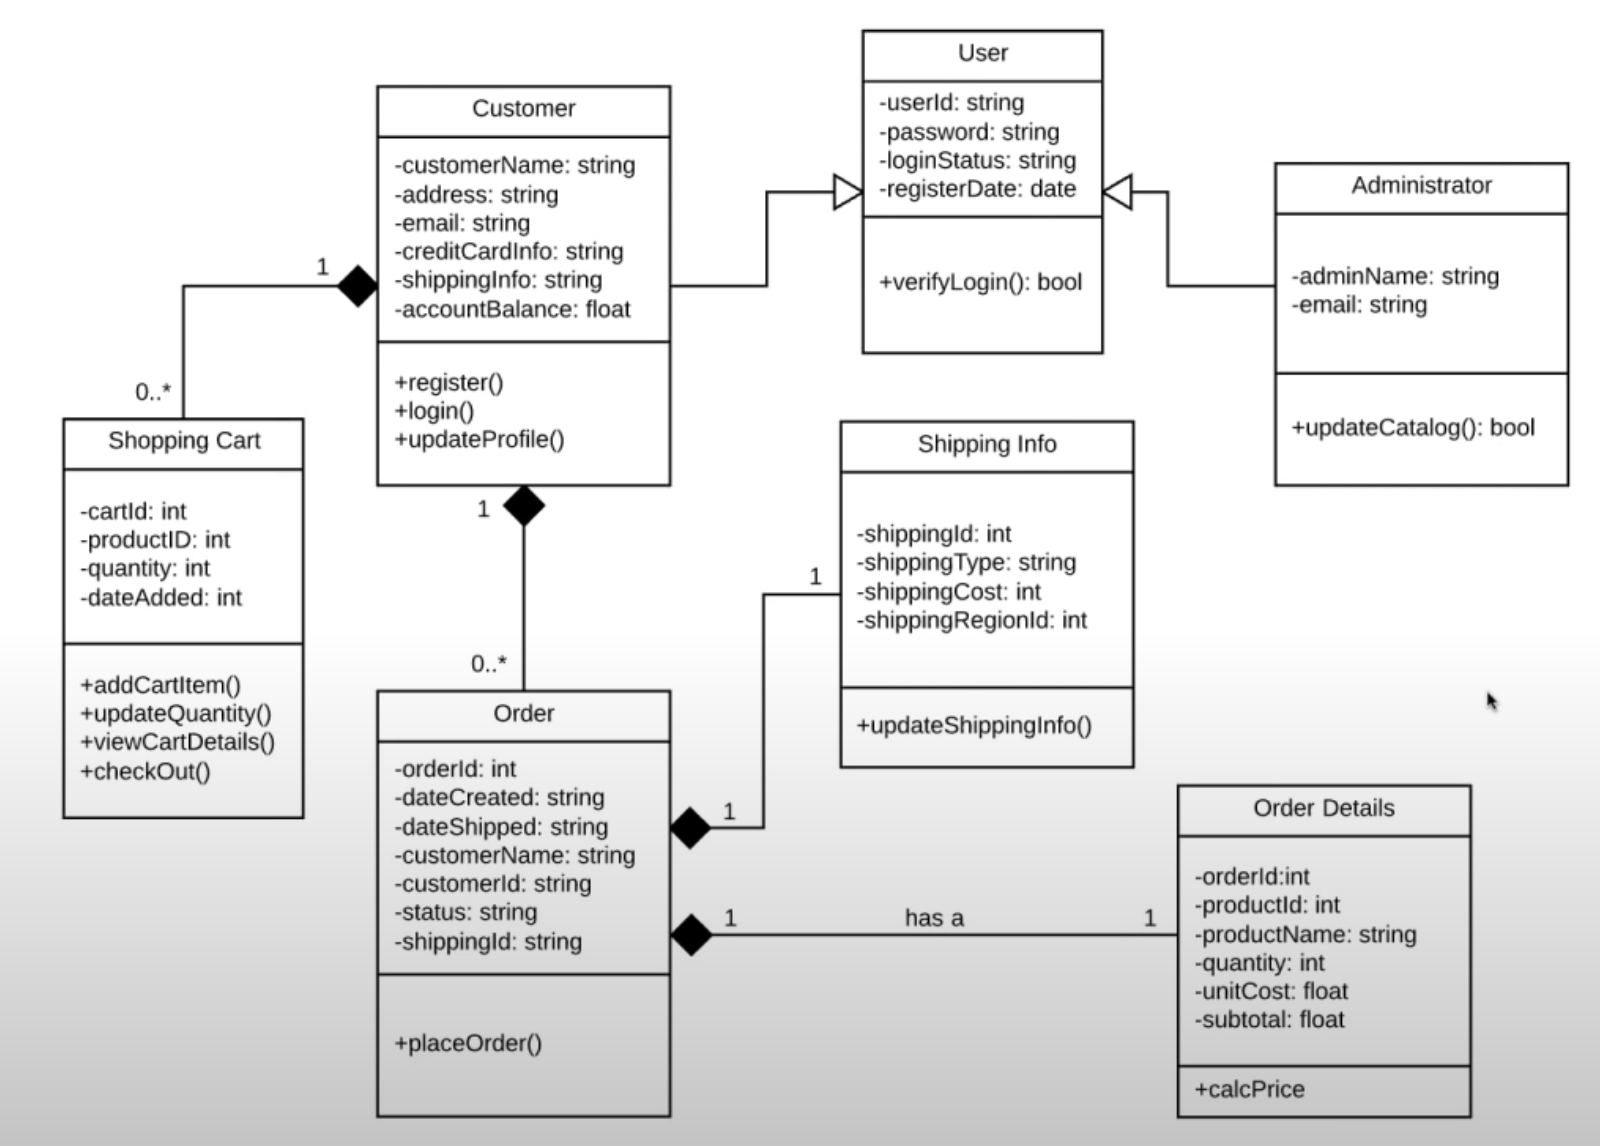 User
-userId: string
-password: string
-loginStatus: string
-registerDate: date
+verifyLogin(): bool
Customer
-customerName: string
-address: string
-email: string
-creditCardInfo: string
-shippingInfo: string
-accountBalance: float
+register()
+login()
+updateProfile()
Administrator
-adminName: string
-email: string
+updateCatalog(): bool
1
0..*
Shopping Cart
-cartId: int
-productID: int
-quantity: int
-dateAdded: int
+addCartItem()
+updateQuantity()
+viewCartDetails()
+checkOut()
1
0..*
Shipping Info
-shippingId: int
-shippingType: string
-shippingCost: int
-shippingRegionId: int
+updateShippingInfo()
1
1
Order
-orderId: int
-dateCreated: string
-dateShipped: string
-customerName: string
-customerId: string
-status: string
-shippingId: string
+placeOrder()
1
has a
1
Order Details
-orderId:int
-productId: int
-productName: string
-quantity: int
-unitCost: float
-subtotal: float
+calcPrice